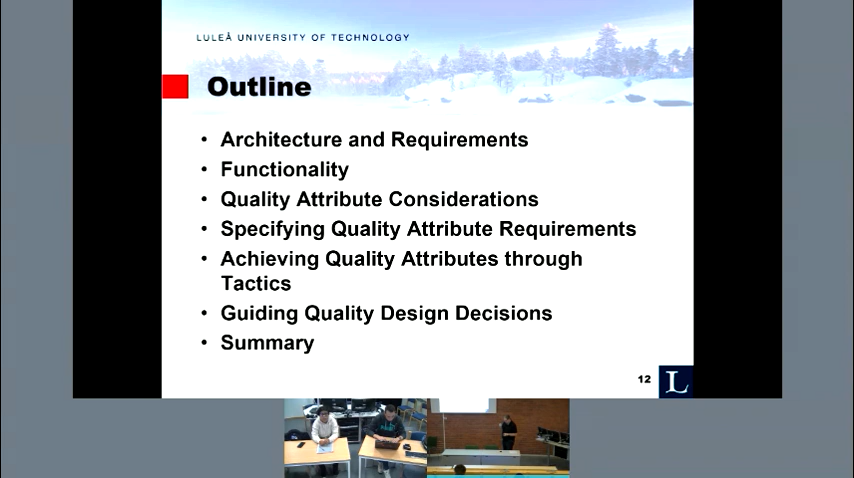 LULEÅ UNIVERSITY OF TECHNOLOGY
Outline
• Architecture and Requirements
• Functionality
• Quality Attribute Considerations
• Specifying Quality Attribute Requirements
• Achieving Quality Attributes through
Tactics
• Guiding Quality Design Decisions
• Summary
12
L